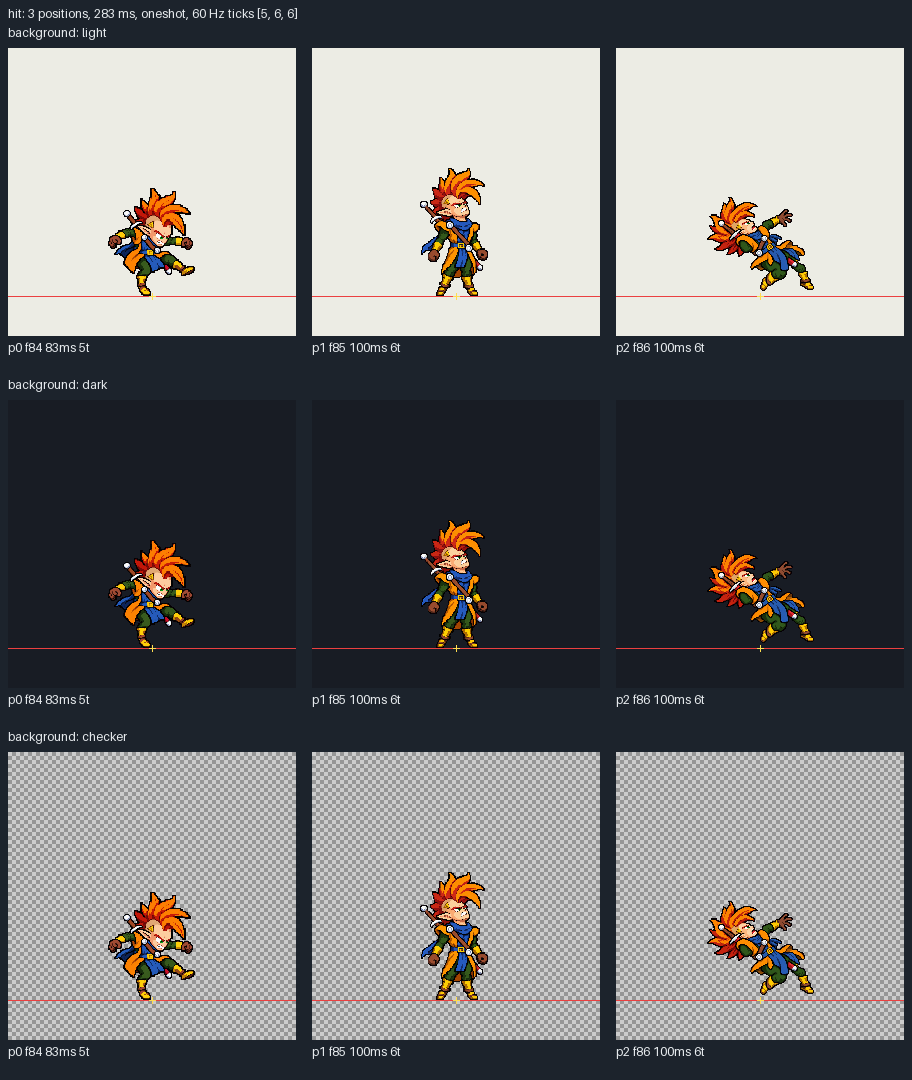 hit: 3 positions, 283 ms, oneshot, 60 Hz ticks [5, 6, 6]
background: light
p0 f84 83ms 5t
p1 f85 100ms 6t
p2 f86 100ms 6t
background: dark
p0 f84 83ms 5t
p1 f85 100ms 6t
p2 f86 100ms 6t
background: checker
p0 f84 83ms 5t
p1 f85 100ms 6t
p2 f86 100ms 6t